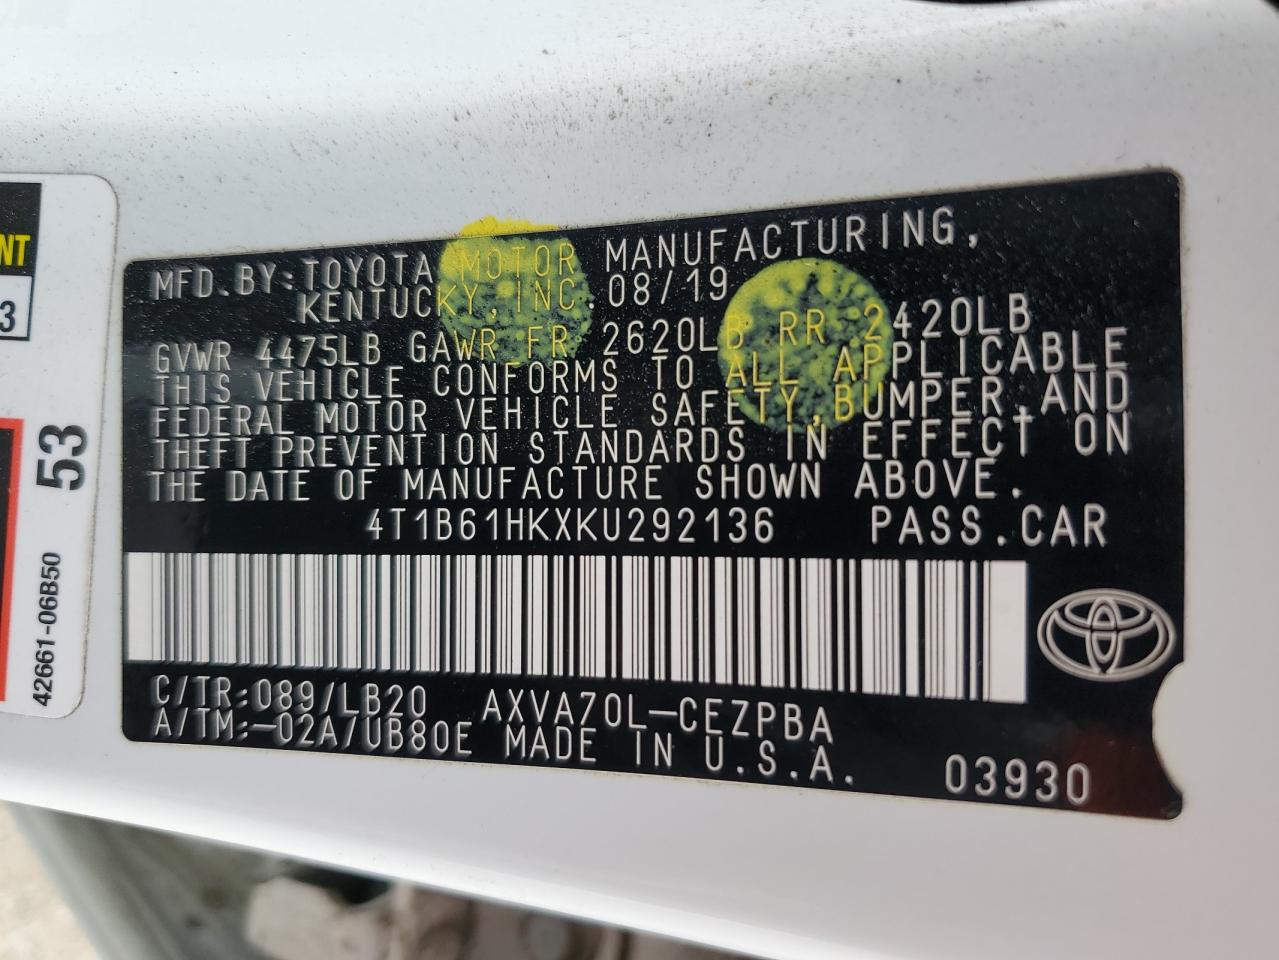 MFD.BY:TOYOTA MOTOR MANUFACTURING,
KENTUCKY,INC. 08/19
GVWR 4475LB GAWR FR 2620LB RR 2420LB
THIS VEHICLE CONFORMS TO ALL APPLICABLE
FEDERAL MOTOR VEHICLE SAFETY,BUMPER,AND
THEFT PREVENTION STANDARDS IN EFFECT ON
THE DATE OF MANUFACTURE SHOWN ABOVE.
4T1B61HKXKU292136 PASS.CAR
C/TR:089/LB20 AXVA70L-CEZPBA
A/TM:-02A/UB80E MADE IN U.S.A.
03930
NT
3
53
42661-06B50